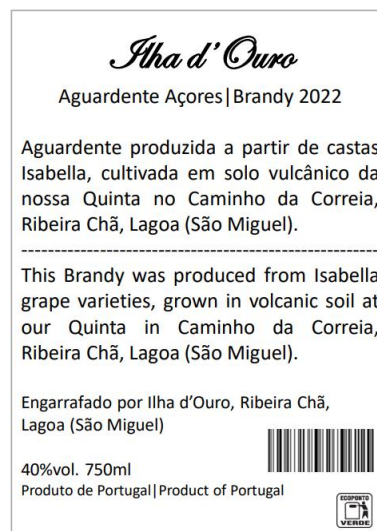 Ilha d' Ouro
Aguardente Açores|Brandy 2022
Aguardente produzida a partir de castas
Isabella, cultivada em solo vulcânico da
nossa Quinta no Caminho da Correia,
Ribeira Chã, Lagoa (São Miguel).
------------------------------------------------------
This Brandy was produced from Isabella
grape varieties, grown in volcanic soil at
our Quinta in Caminho da Correia,
Ribeira Chã, Lagoa (São Miguel).
Engarrafado por Ilha d'Ouro, Ribeira Chã,
Lagoa (São Miguel)
40%vol. 750ml
Produto de Portugal|Product of Portugal
ECOPONTO
VERDE